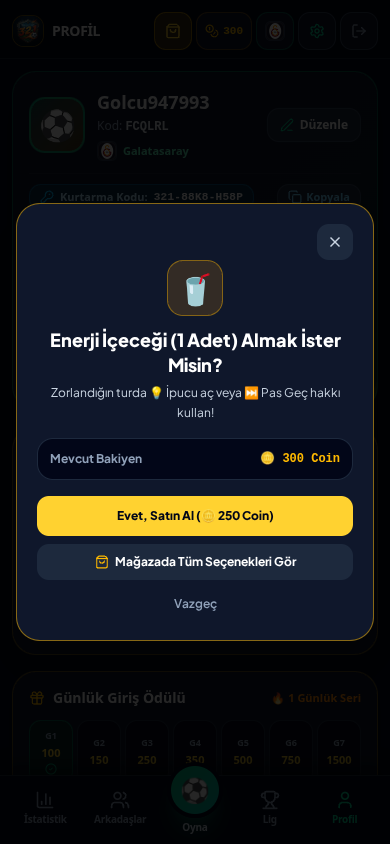 PROFİL
300
Golcu947993
Kod: FCQLRL
Düzenle
Galatasaray
Kurtarma Kodu: 321-88K8-H58P
Kopyala
Enerji İçeceği (1 Adet) Almak İster
Misin?
Zorlandığın turda 💡 İpucu aç veya ⏩ Pas Geç hakkı
kullan!
Mevcut Bakiyen
🪙 300 Coin
Evet, Satın Al (🪙 250 Coin)
Mağazada Tüm Seçenekleri Gör
Vazgeç
Günlük Giriş Ödülü
🔥 1 Günlük Seri
G1 G2 G3 G4 G5 G6 G7
100 150 250 350 500 750 1500
İstatistik
Arkadaşlar
Oyna
Lig
Profil